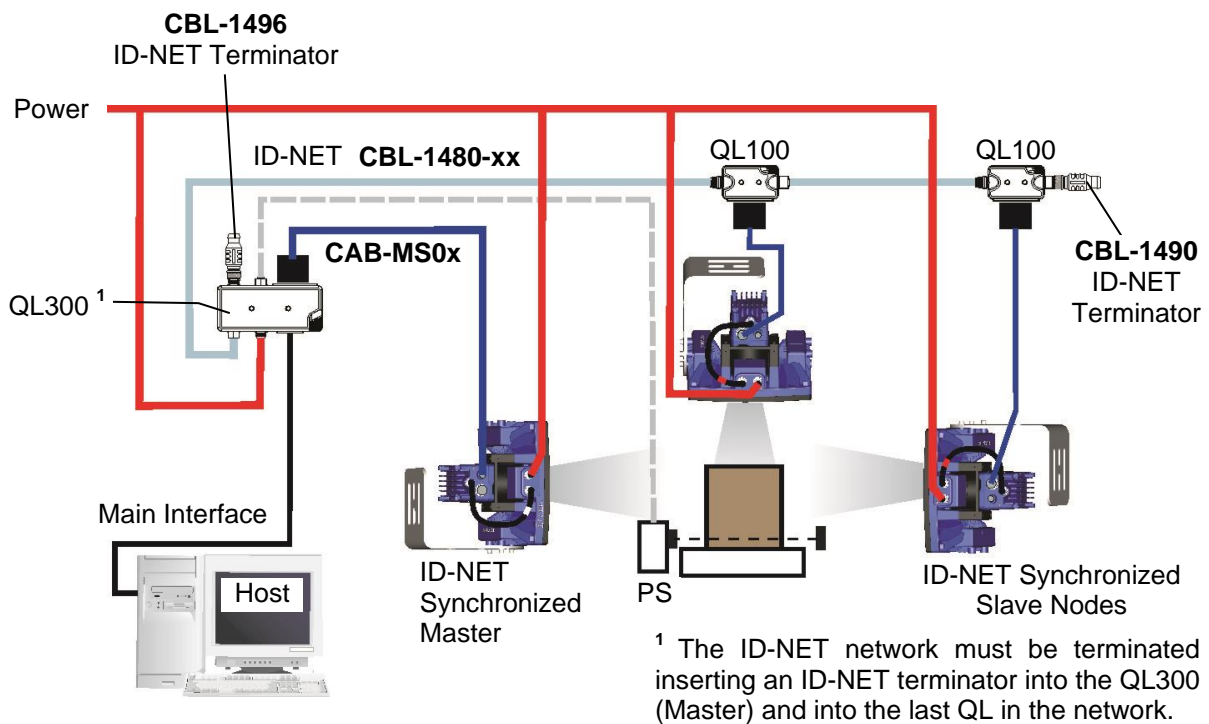 CBL-1496
ID-NET Terminator
Power
ID-NET CBL-1480-xx
QL100
QL100
CAB-MS0x
CBL-1490
ID-NET
Terminator
QL300 ¹
Main Interface
Host
ID-NET
Synchronized
Master
PS
ID-NET Synchronized
Slave Nodes
¹ The ID-NET network must be terminated
inserting an ID-NET terminator into the QL300
(Master) and into the last QL in the network.